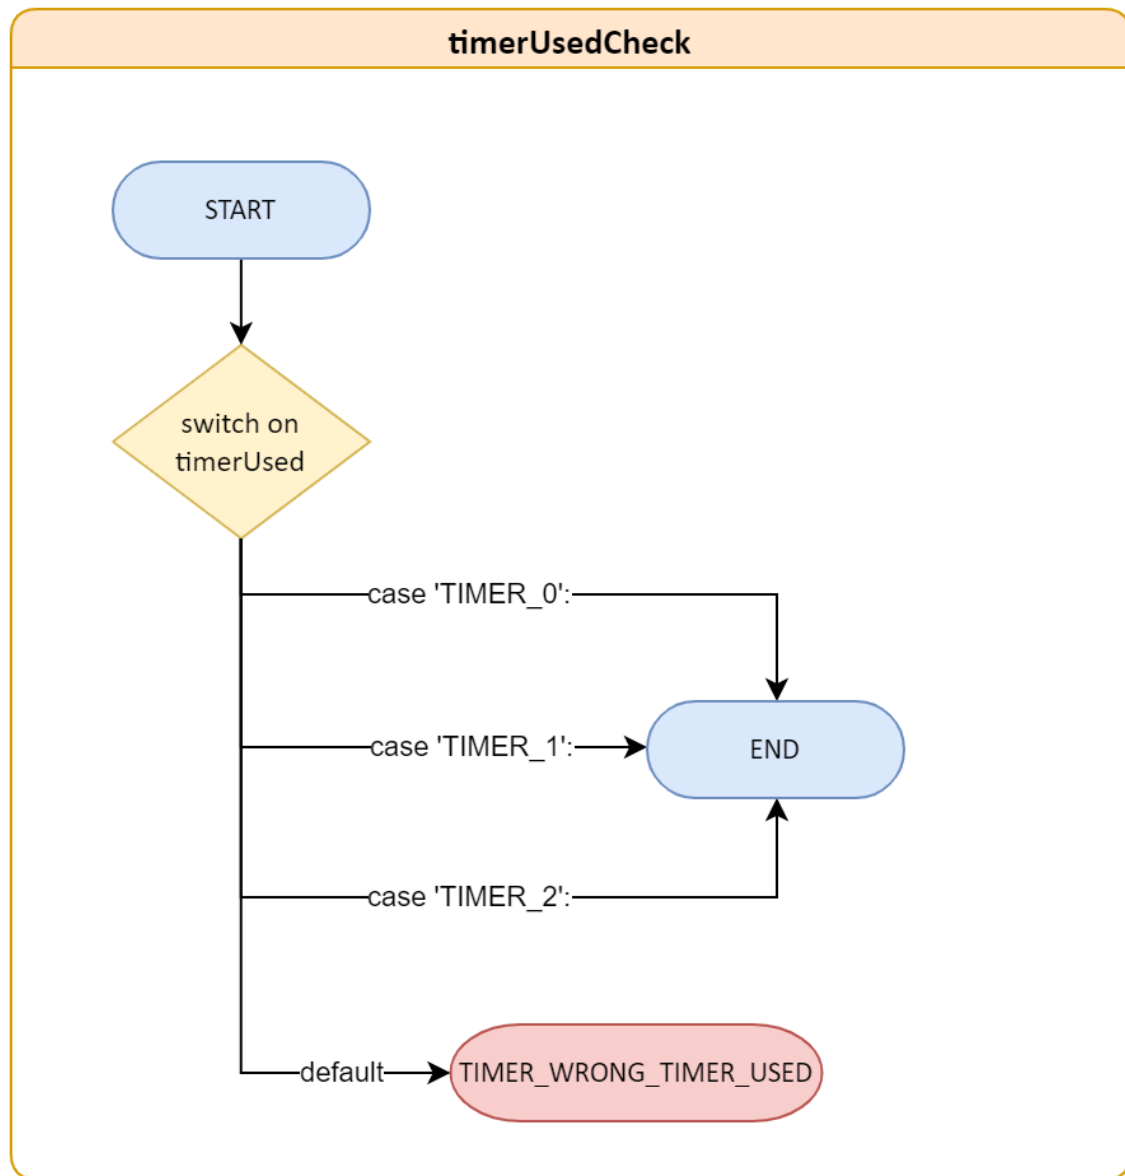 timerUsedCheck
START
switch on
timerUsed
case 'TIMER_0':
case 'TIMER_1':
END
case 'TIMER_2':
default
TIMER_WRONG_TIMER_USED